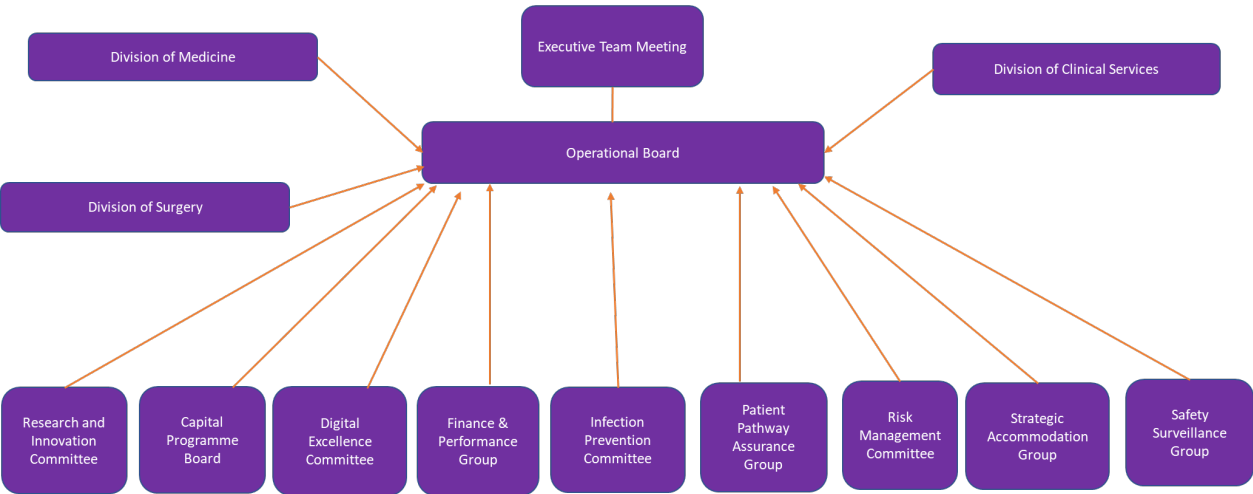 Executive Team Meeting
Division of Medicine
Division of Clinical Services
Operational Board
Division of Surgery
Research and
Innovation
Committee
Capital
Programme
Board
Digital
Excellence
Committee
Finance &
Performance
Group
Infection
Prevention
Committee
Patient
Pathway
Assurance
Group
Risk
Management
Committee
Strategic
Accommodation
Group
Safety
Surveillance
Group